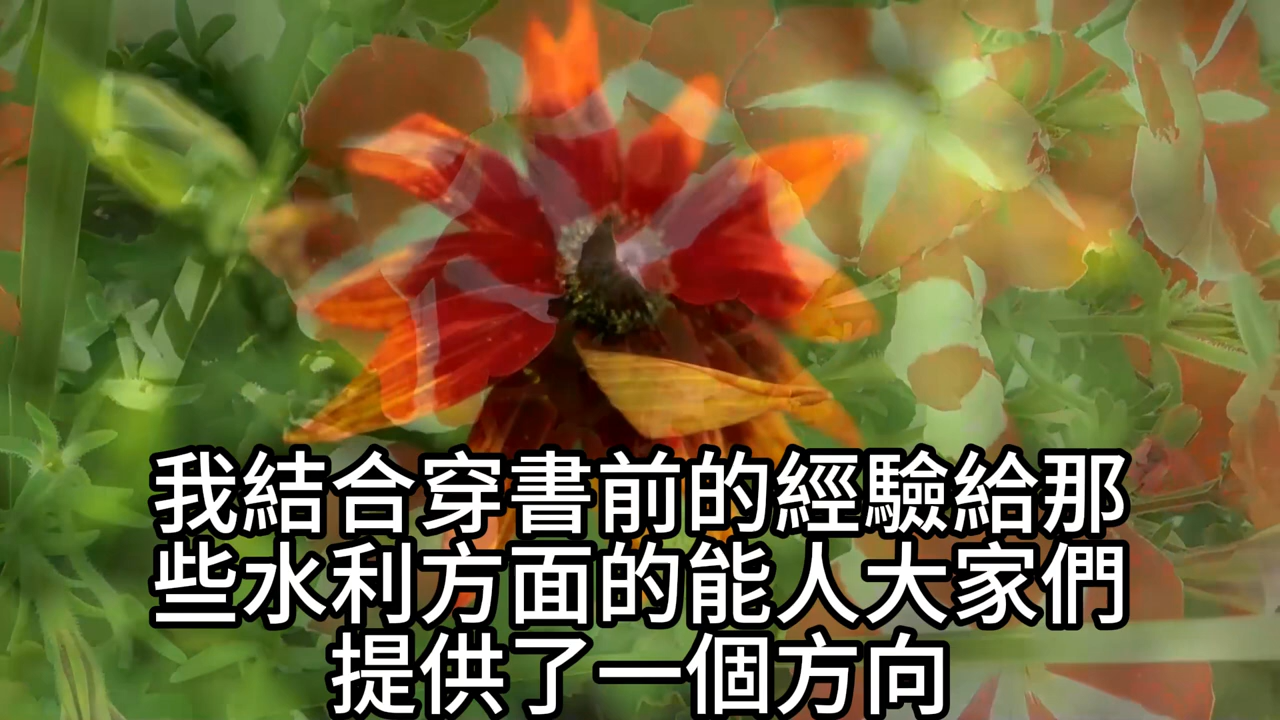 我結合穿書前的經驗給那
些水利方面的能人大家們
提供了一個方向